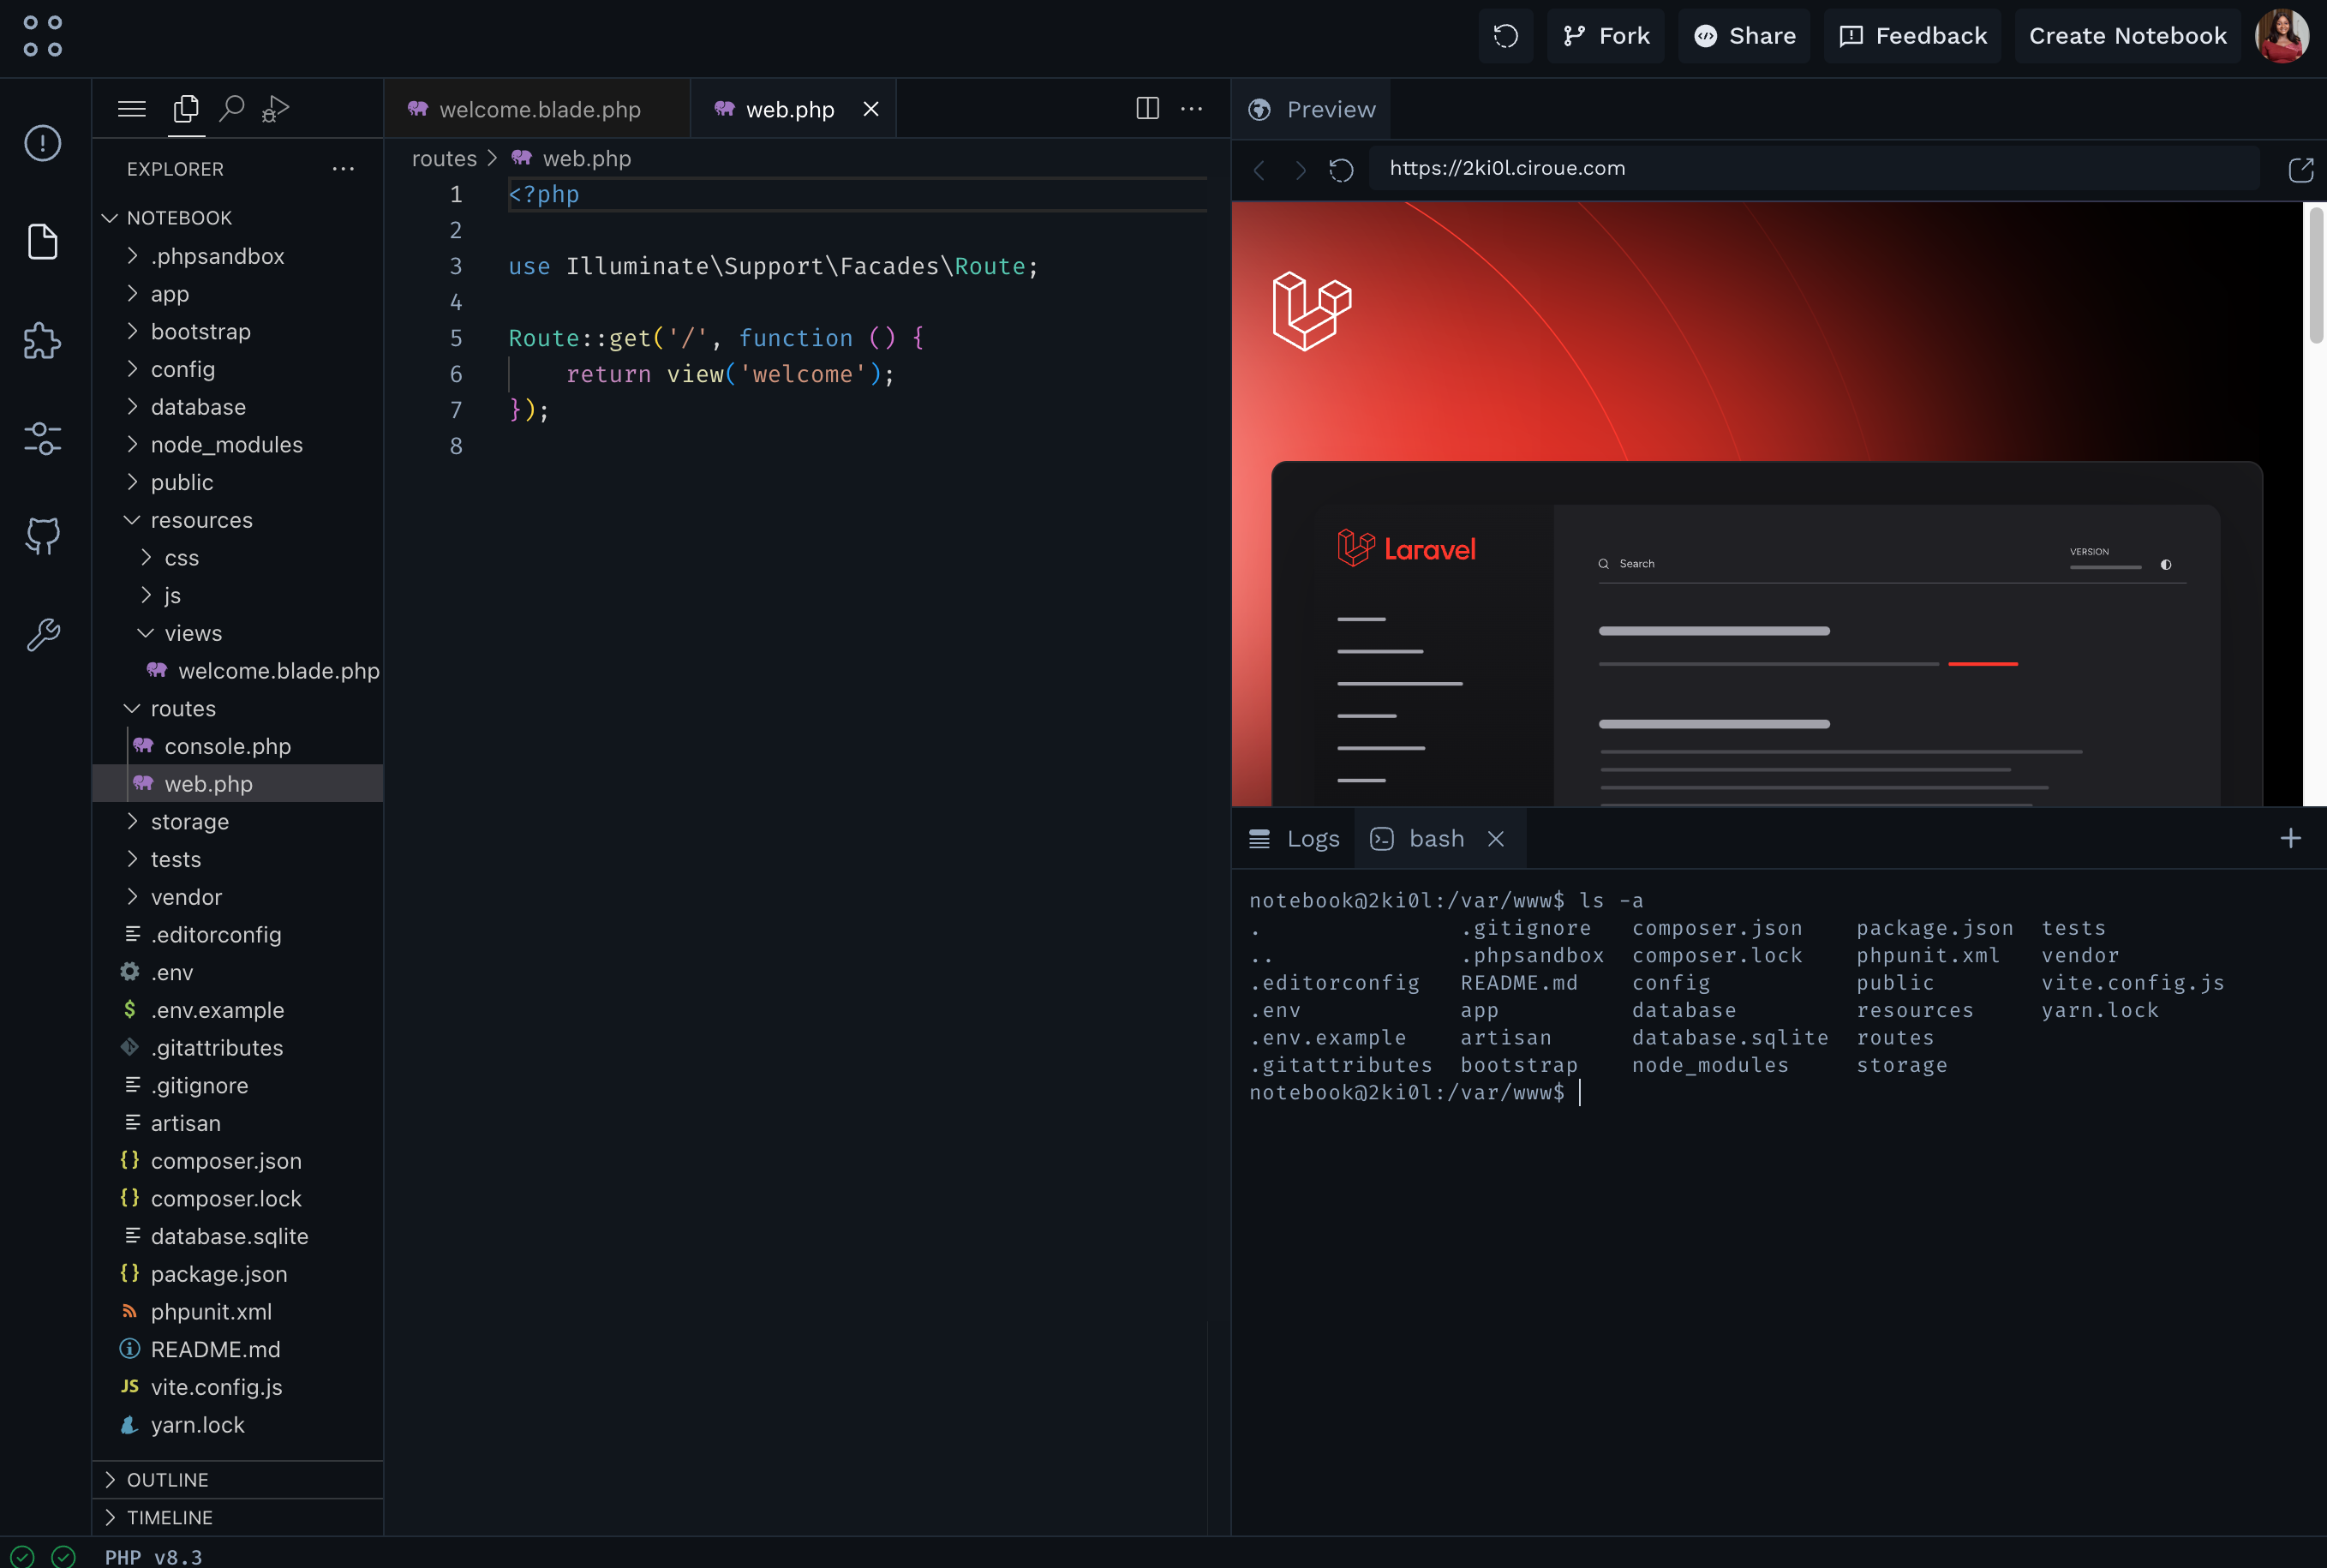 Fork
Share
Feedback
Create Notebook
welcome.blade.php
web.php
Preview
EXPLORER
NOTEBOOK
.phpsandbox
app
bootstrap
config
database
node_modules
public
resources
css
js
views
welcome.blade.php
routes
console.php
web.php
storage
tests
vendor
.editorconfig
.env
$ .env.example
.gitattributes
.gitignore
artisan
{} composer.json
{} composer.lock
database.sqlite
{} package.json
phpunit.xml
README.md
JS vite.config.js
yarn.lock
OUTLINE
TIMELINE
PHP v8.3
routes > web.php
1 <?php
2
3 use Illuminate\Support\Facades\Route;
4
5 Route::get('/', function () {
6     return view('welcome');
7 });
8
https://2ki0l.ciroue.com
Laravel
Search
VERSION
Logs
bash
notebook@2ki0l:/var/www$ ls -a
. .gitignore composer.json package.json tests
.. .phpsandbox composer.lock phpunit.xml vendor
.editorconfig README.md config public vite.config.js
.env app database resources yarn.lock
.env.example artisan database.sqlite routes
.gitattributes bootstrap node_modules storage
notebook@2ki0l:/var/www$